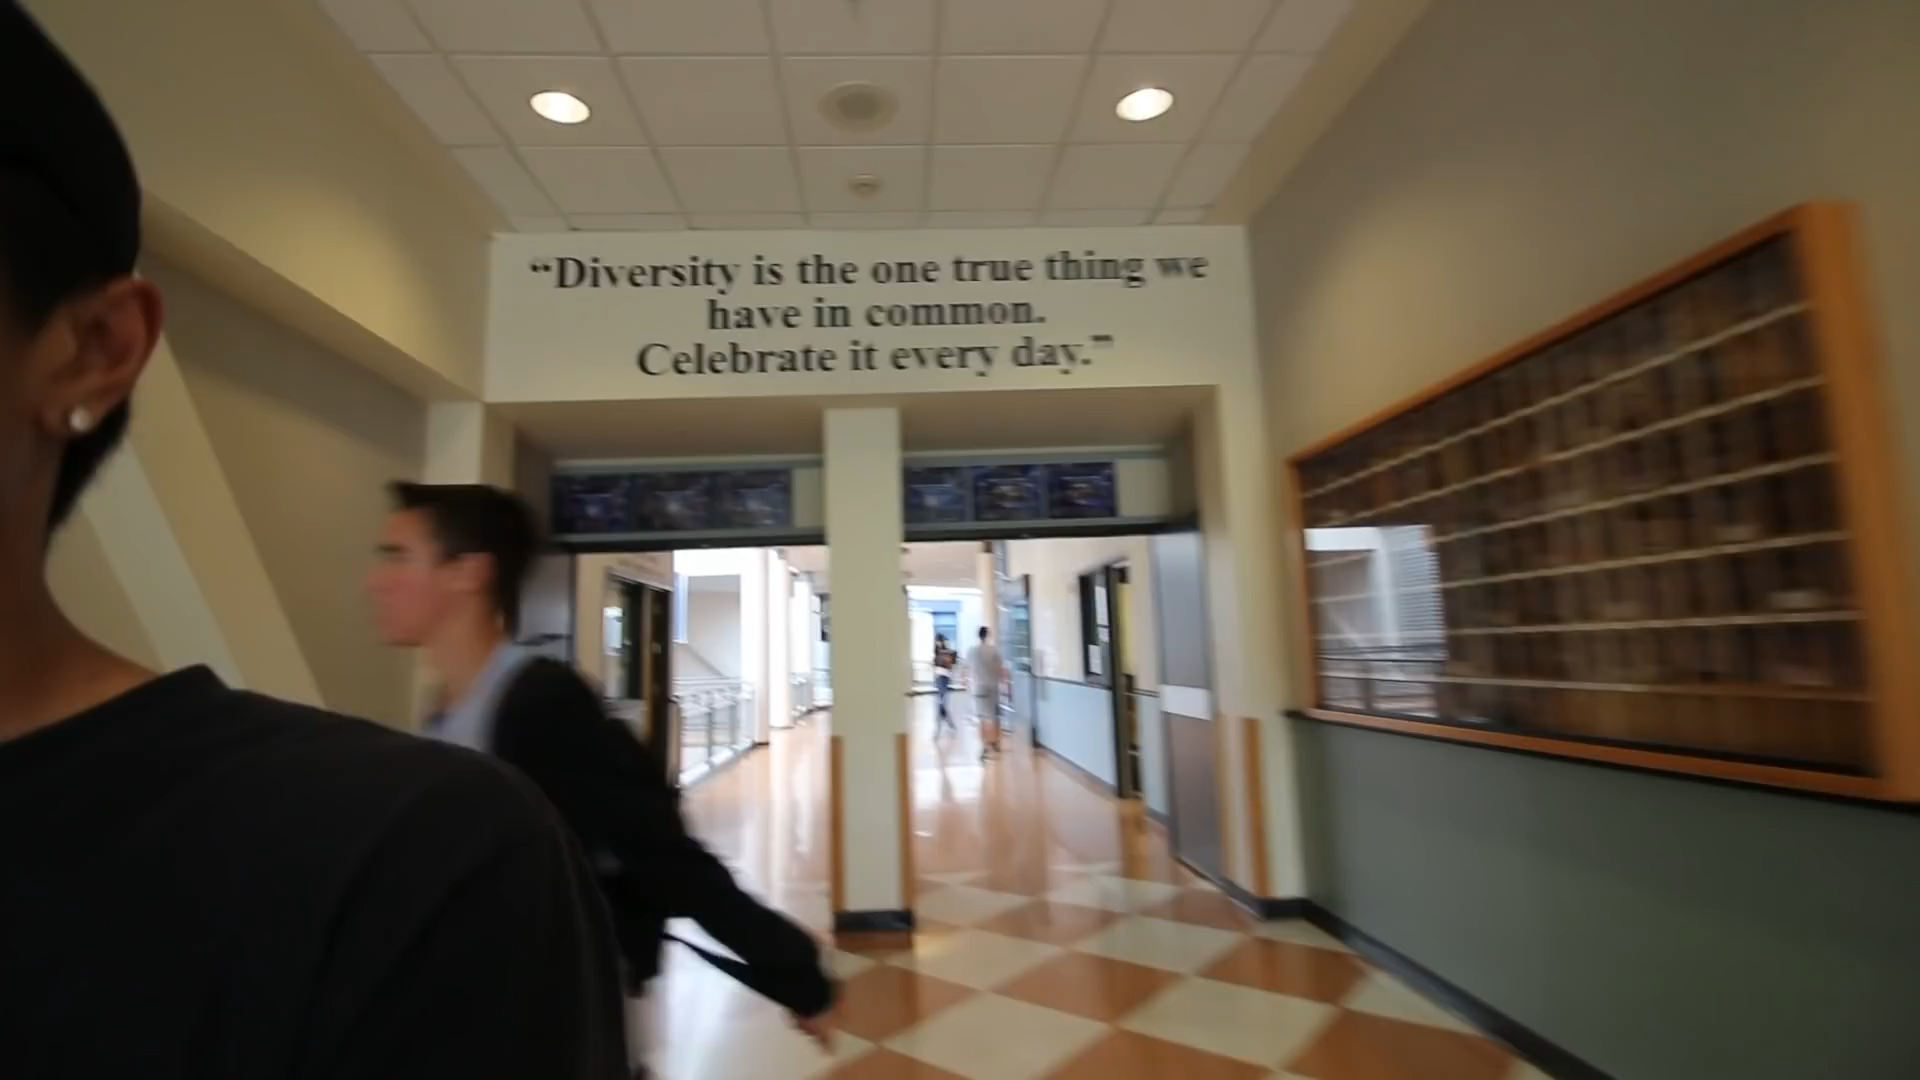 “Diversity is the one true thing we
have in common.
Celebrate it every day.”